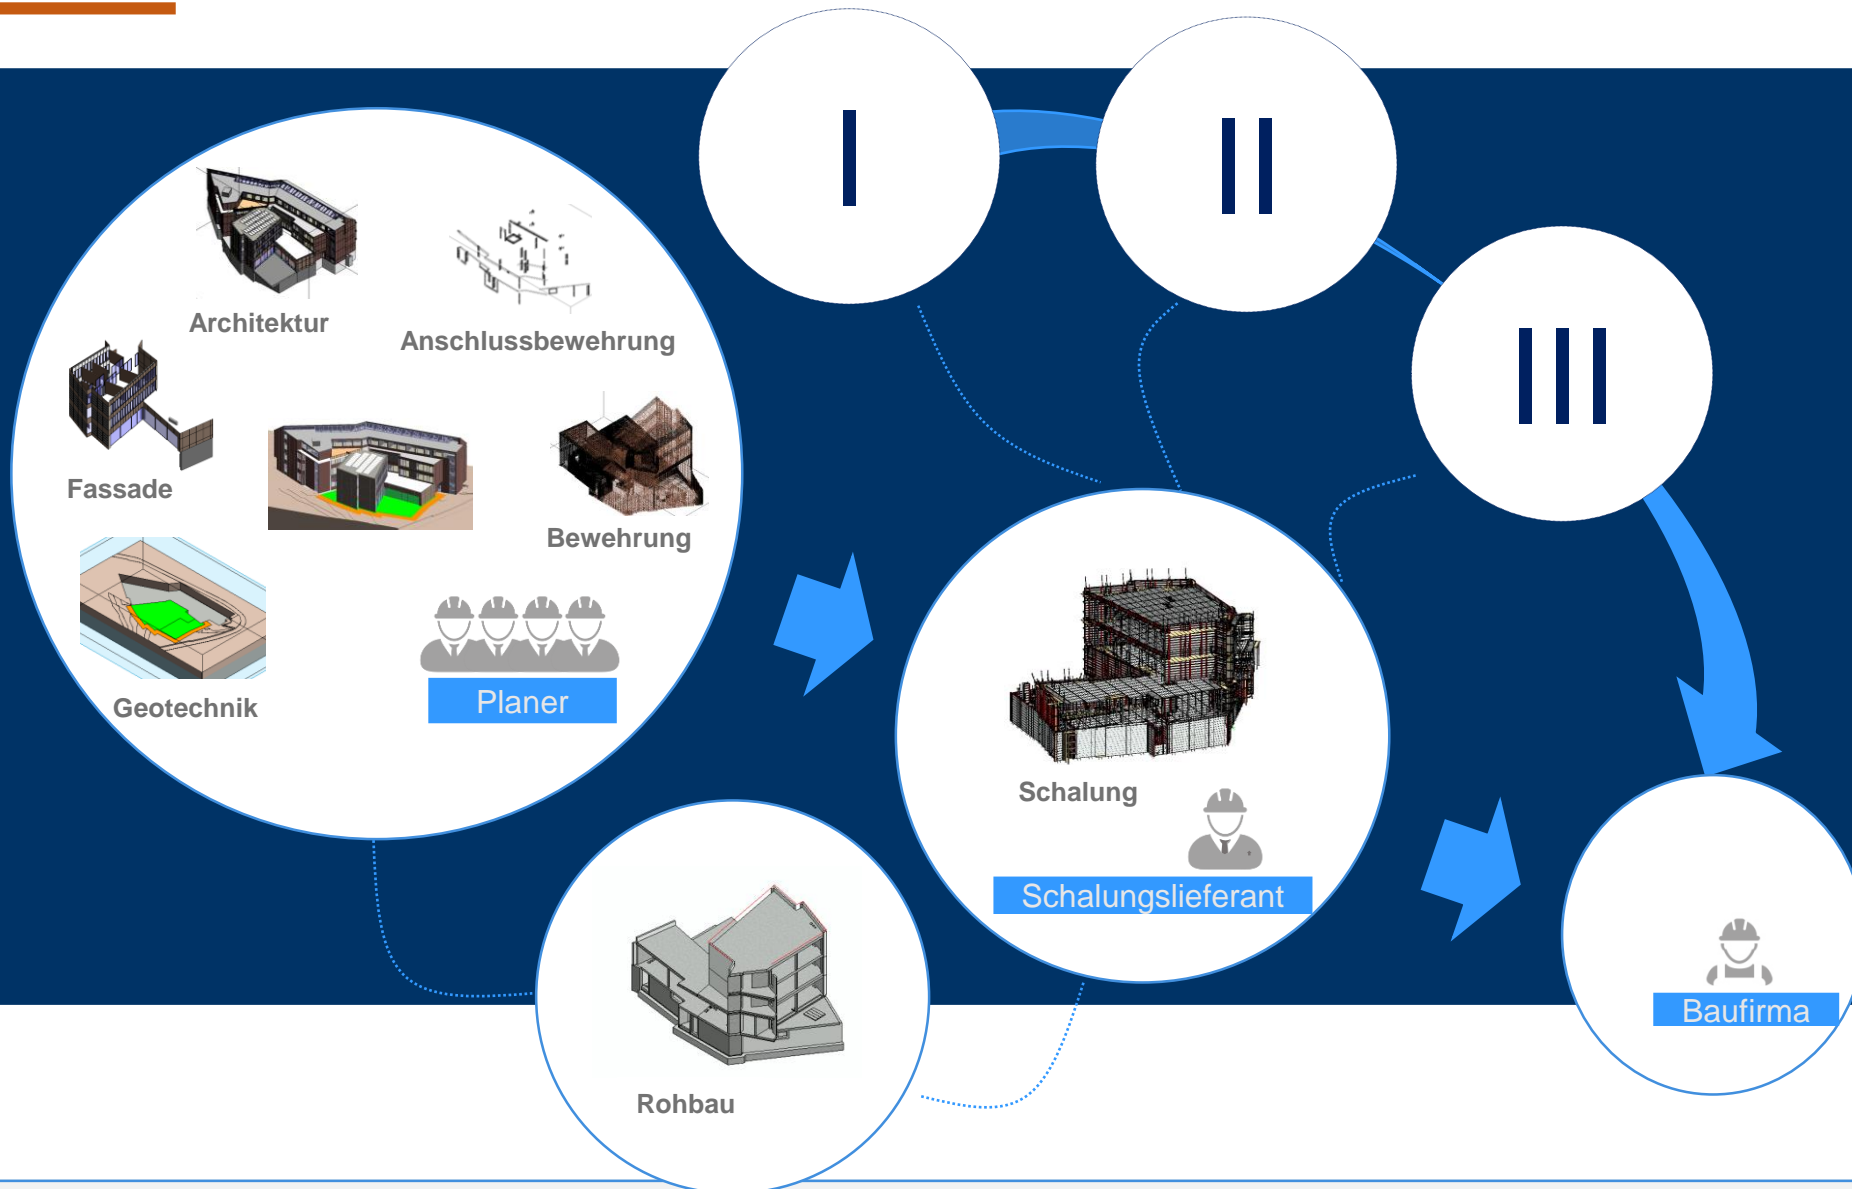 I
II
III
Architektur
Anschlussbewehrung
Fassade
Bewehrung
Geotechnik
Planer
Schalung
Schalungslieferant
Rohbau
Baufirma